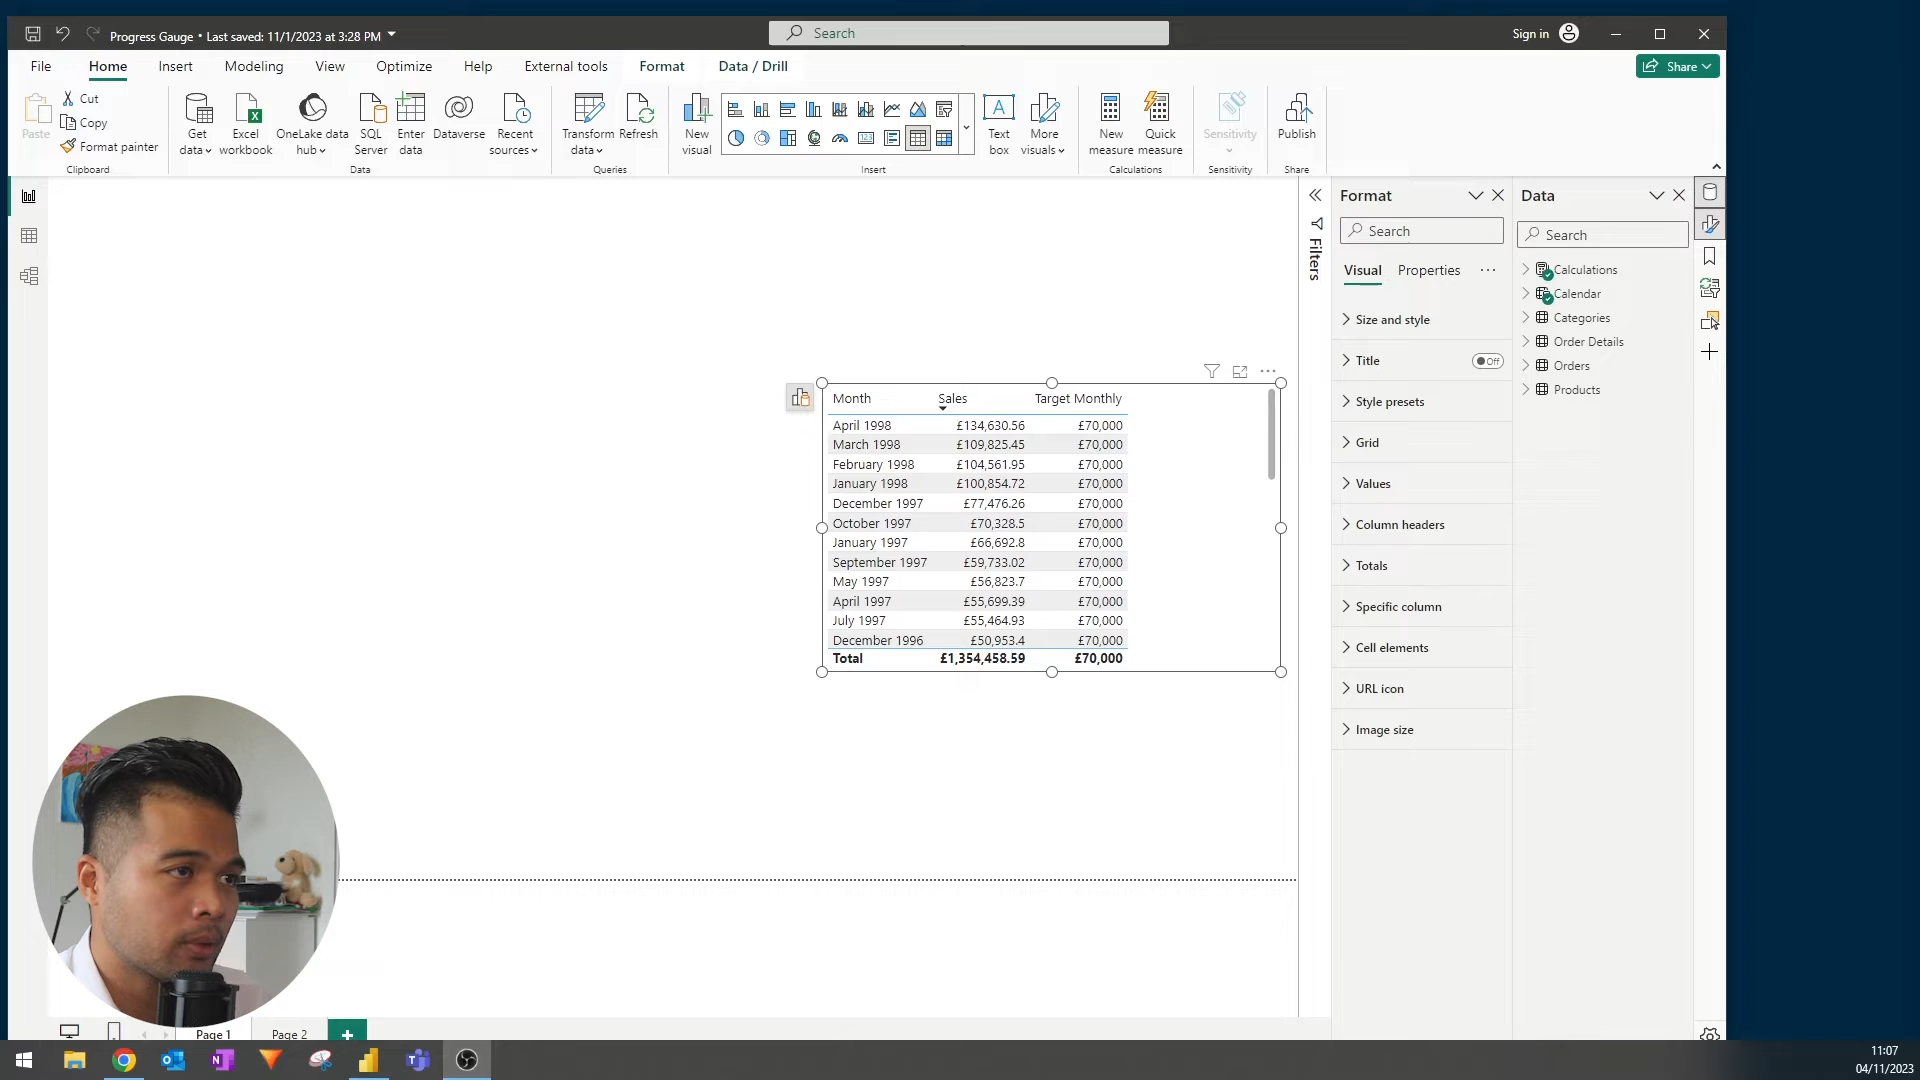 Progress Gauge • Last saved: 11/1/2023 at 3:28 PM
Search
Sign in
File
Home
Insert
Modeling
View
Optimize
Help
External tools
Format
Data / Drill
Share
Paste
Cut
Copy
Format painter
Clipboard
Get data
Excel workbook
OneLake data hub
SQL Server
Enter data
Dataverse
Recent sources
Data
Transform data
Refresh
Queries
New visual
Text box
More visuals
Insert
New measure
Quick measure
Calculations
Sensitivity
Sensitivity
Publish
Share
Filters
Format
Search
Visual
Properties
Size and style
Title
Off
Style presets
Grid
Values
Column headers
Totals
Specific column
Cell elements
URL icon
Image size
Data
Search
Calculations
Calendar
Categories
Order Details
Orders
Products
Month Sales Target Monthly
April 1998 £134,630.56 £70,000
March 1998 £109,825.45 £70,000
February 1998 £104,561.95 £70,000
January 1998 £100,854.72 £70,000
December 1997 £77,476.26 £70,000
October 1997 £70,328.5 £70,000
January 1997 £66,692.8 £70,000
September 1997 £59,733.02 £70,000
May 1997 £56,823.7 £70,000
April 1997 £55,699.39 £70,000
July 1997 £55,464.93 £70,000
December 1996 £50,953.4 £70,000
Total £1,354,458.59 £70,000
Page 1
Page 2
11:07
04/11/2023